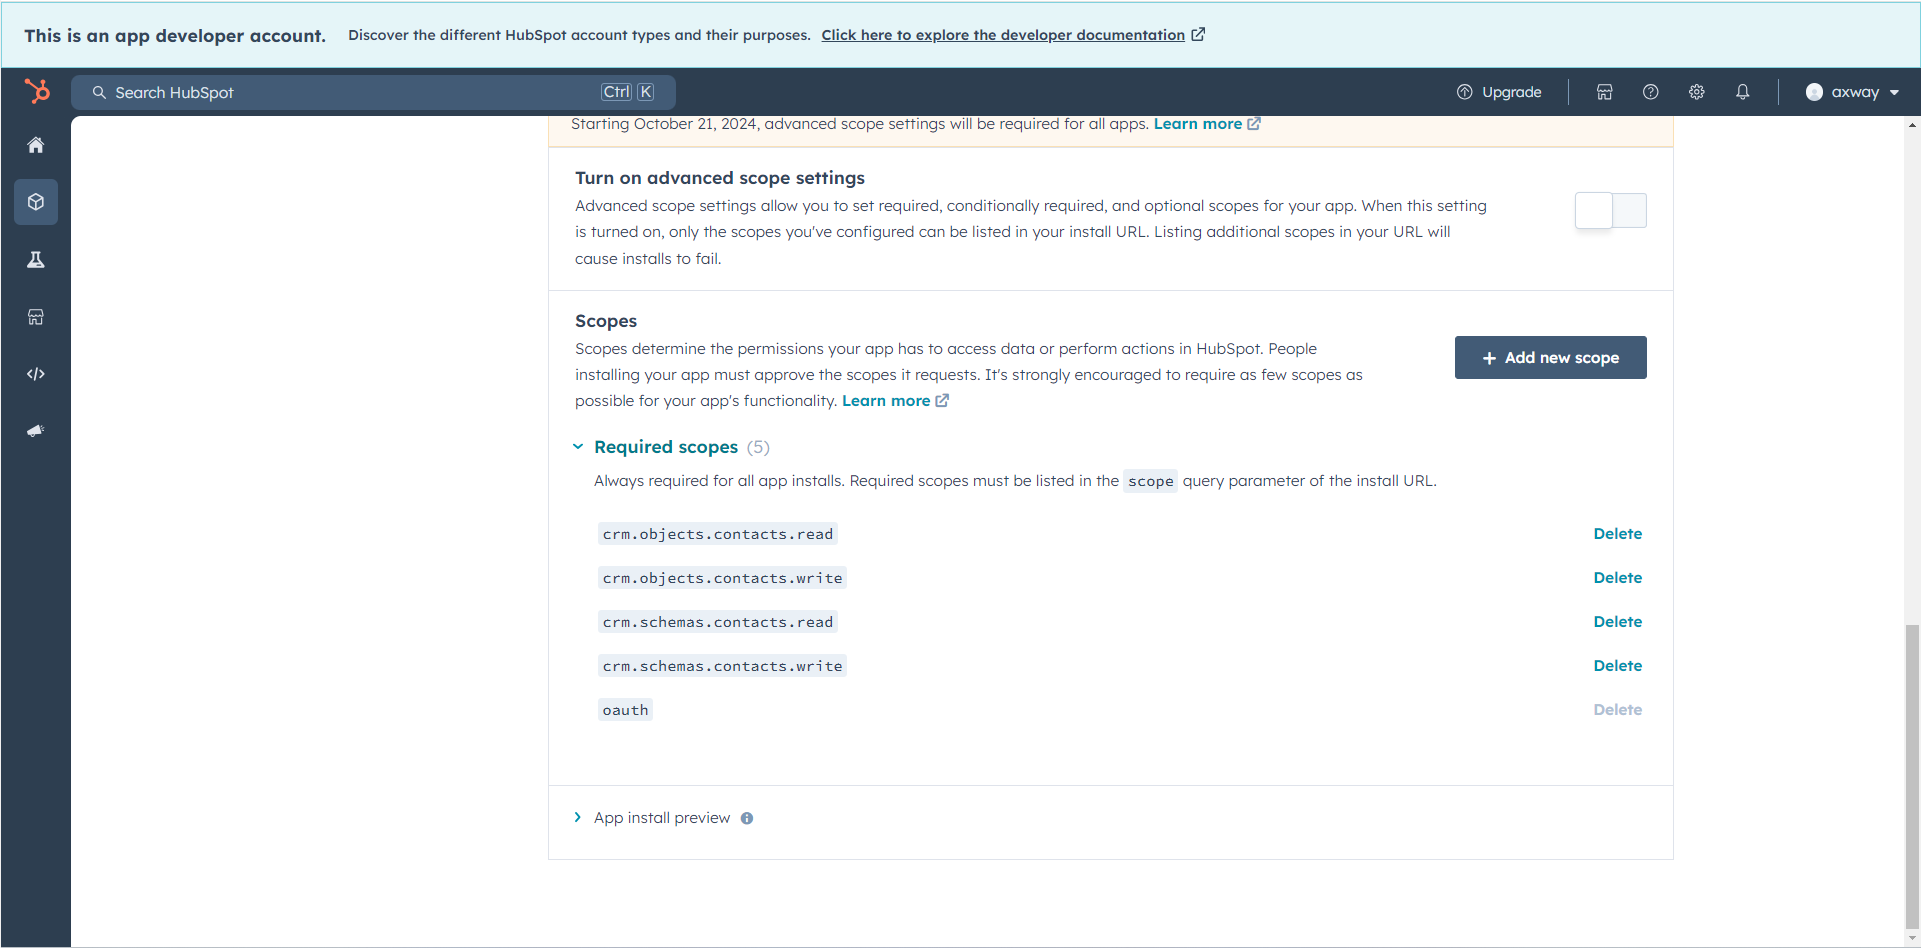 This is an app developer account. Discover the different HubSpot account types and their purposes. Click here to explore the developer documentation
Search HubSpot Ctrl K Upgrade axway
Starting October 21, 2024, advanced scope settings will be required for all apps. Learn more
Turn on advanced scope settings
Advanced scope settings allow you to set required, conditionally required, and optional scopes for your app. When this setting
is turned on, only the scopes you've configured can be listed in your install URL. Listing additional scopes in your URL will
cause installs to fail.
Scopes
Scopes determine the permissions your app has to access data or perform actions in HubSpot. People
installing your app must approve the scopes it requests. It's strongly encouraged to require as few scopes as
possible for your app's functionality. Learn more
+ Add new scope
Required scopes (5)
Always required for all app installs. Required scopes must be listed in the scope query parameter of the install URL.
crm.objects.contacts.read Delete
crm.objects.contacts.write Delete
crm.schemas.contacts.read Delete
crm.schemas.contacts.write Delete
oauth Delete
App install preview